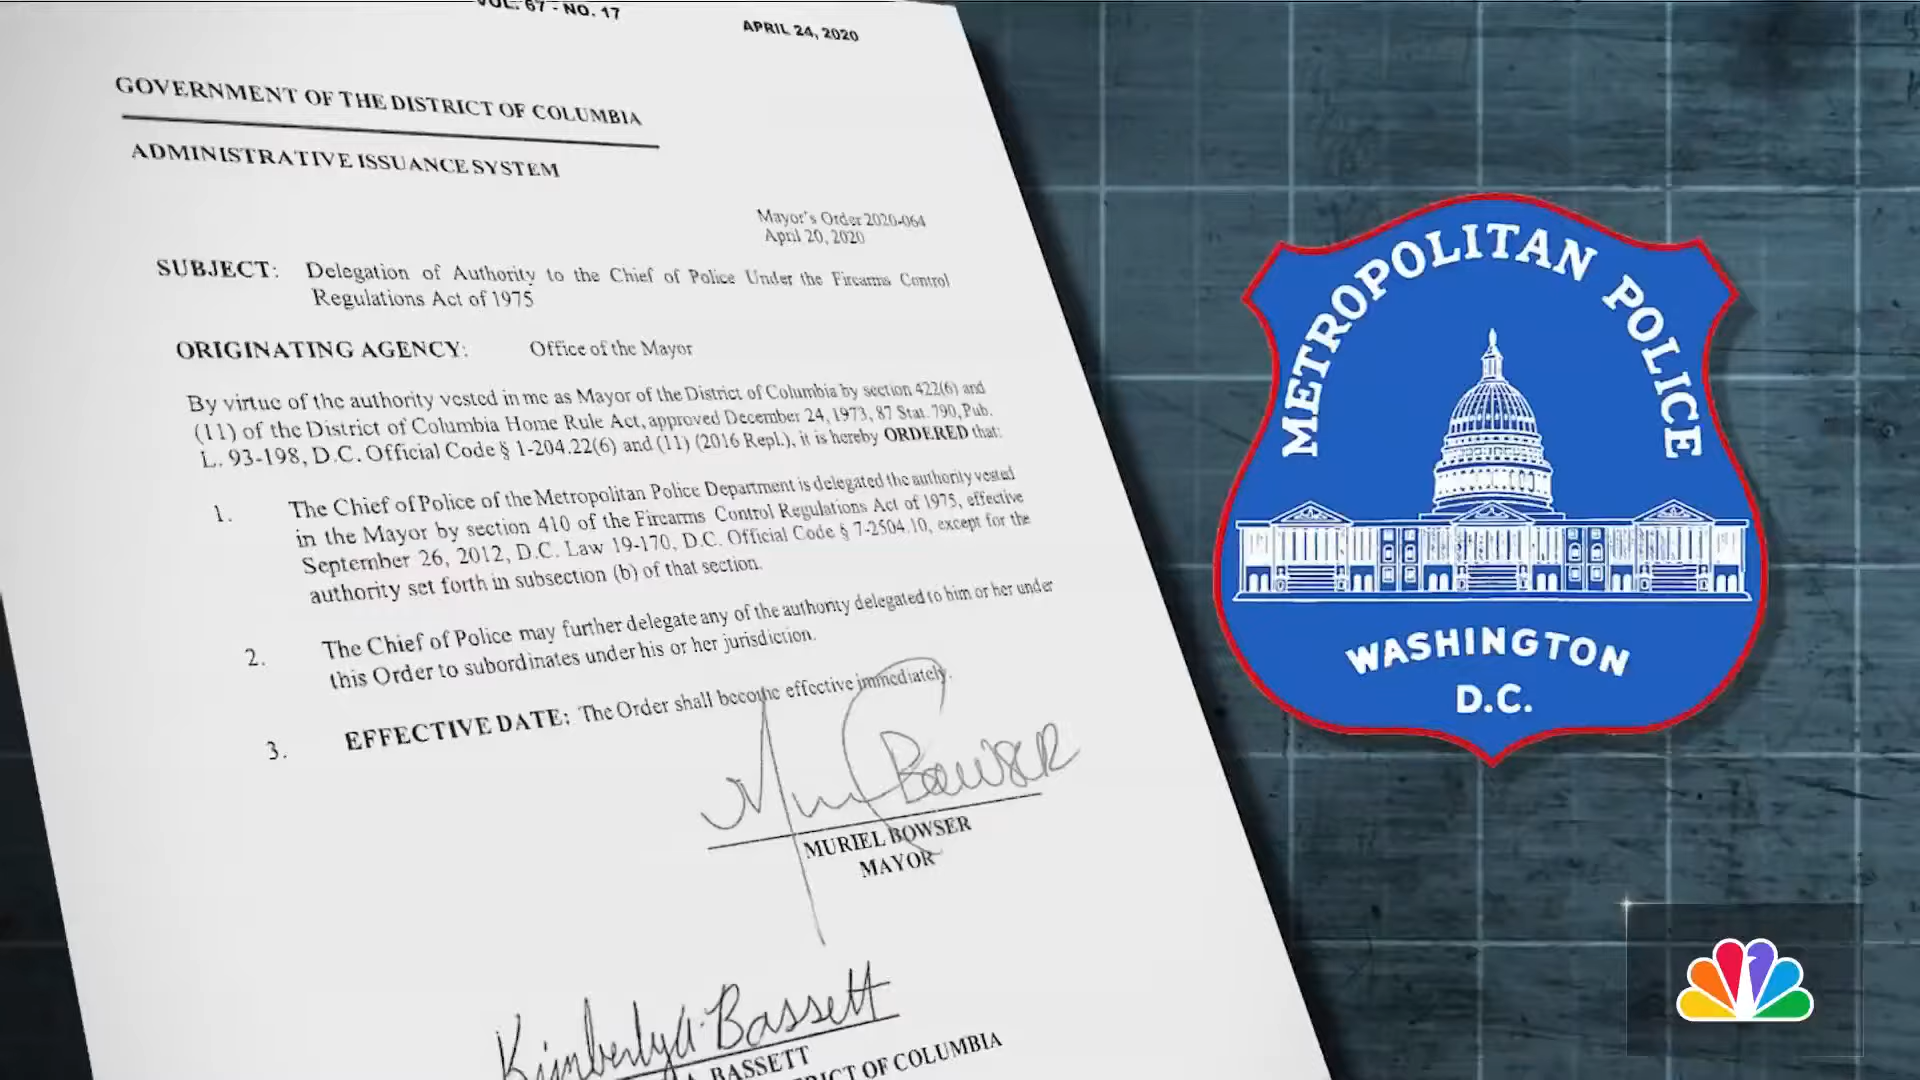 VOL. 67 - NO. 17
APRIL 24, 2020
GOVERNMENT OF THE DISTRICT OF COLUMBIA
ADMINISTRATIVE ISSUANCE SYSTEM
Mayor's Order 2020-064
April 20, 2020
SUBJECT: Delegation of Authority to the Chief of Police Under the Firearms Control
Regulations Act of 1975
ORIGINATING AGENCY: Office of the Mayor
By virtue of the authority vested in me as Mayor of the District of Columbia by section 422(6) and
(11) of the District of Columbia Home Rule Act, approved December 24, 1973, 87 Stat. 790, Pub.
L. 93-198, D.C. Official Code § 1-204.22(6) and (11) (2016 Repl.), it is hereby ORDERED that:
1. The Chief of Police of the Metropolitan Police Department is delegated the authority vested
in the Mayor by section 410 of the Firearms Control Regulations Act of 1975, effective
September 26, 2012, D.C. Law 19-170, D.C. Official Code § 7-2504.10, except for the
authority set forth in subsection (b) of that section.
2. The Chief of Police may further delegate any of the authority delegated to him or her under
this Order to subordinates under his or her jurisdiction.
3. EFFECTIVE DATE: The Order shall become effective immediately.
Muriel Bowser
MURIEL BOWSER
MAYOR
Kimberly A. Bassett
A. BASSETT
DISTRICT OF COLUMBIA
METROPOLITAN POLICE
WASHINGTON
D.C.